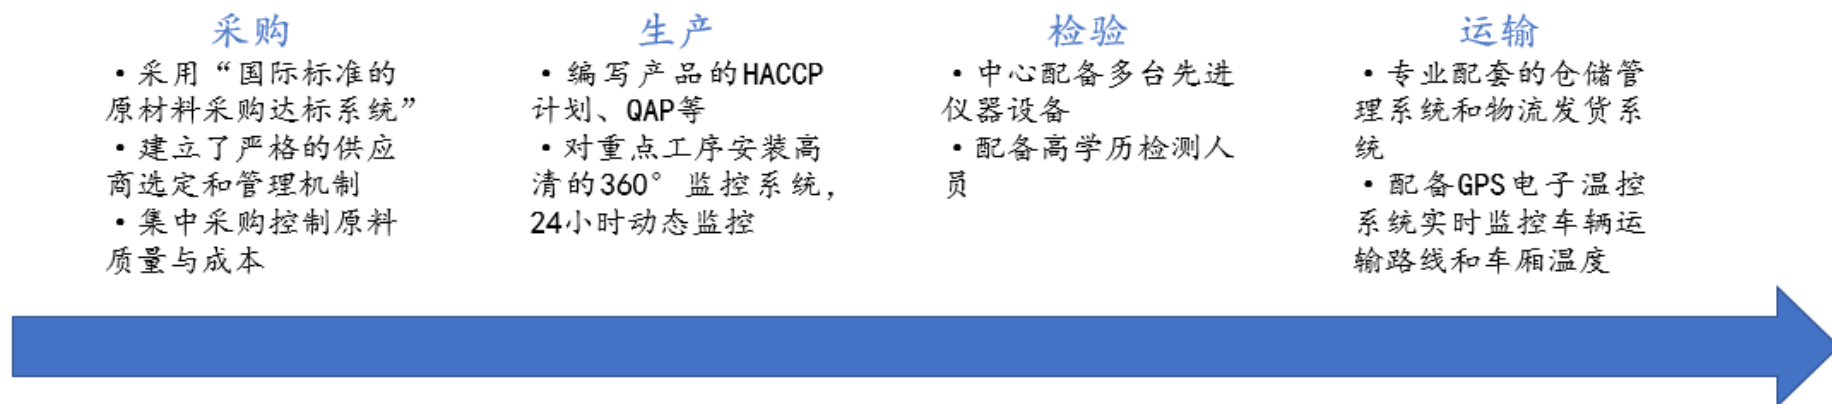 采购
·采用“国际标准的
原材料采购达标系统”
·建立了严格的供应
商选定和管理机制
·集中采购控制原料
质量与成本
生产
·编写产品的HACCP
计划、QAP等
·对重点工序安装高
清的360°监控系统，
24小时动态监控
检验
·中心配备多台先进
仪器设备
·配备高学历检测人
员
运输
·专业配套的仓储管
理系统和物流发货系
统
·配备GPS电子温控
系统实时监控车辆运
输路线和车厢温度